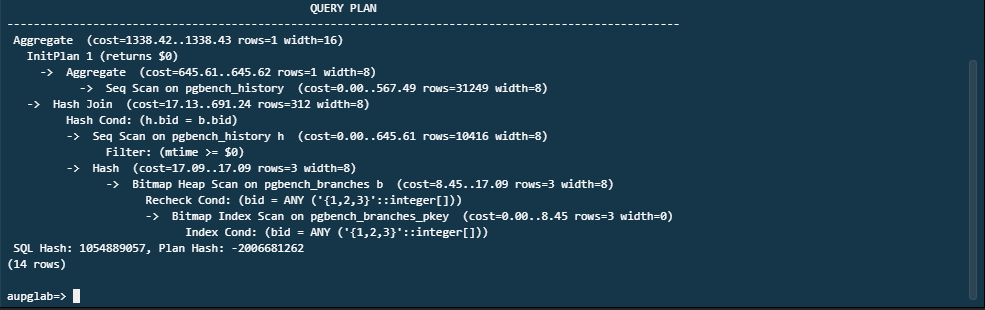 QUERY PLAN
-------------------------------------------------------------------------------------------------------
Aggregate  (cost=1338.42..1338.43 rows=1 width=16)
  InitPlan 1 (returns $0)
    ->  Aggregate  (cost=645.61..645.62 rows=1 width=8)
          ->  Seq Scan on pgbench_history  (cost=0.00..567.49 rows=31249 width=8)
  ->  Hash Join  (cost=17.13..691.24 rows=312 width=8)
        Hash Cond: (h.bid = b.bid)
        ->  Seq Scan on pgbench_history h  (cost=0.00..645.61 rows=10416 width=8)
              Filter: (mtime >= $0)
        ->  Hash  (cost=17.09..17.09 rows=3 width=8)
              ->  Bitmap Heap Scan on pgbench_branches b  (cost=8.45..17.09 rows=3 width=8)
                    Recheck Cond: (bid = ANY ('{1,2,3}'::integer[]))
                    ->  Bitmap Index Scan on pgbench_branches_pkey  (cost=0.00..8.45 rows=3 width=0)
                          Index Cond: (bid = ANY ('{1,2,3}'::integer[]))
SQL Hash: 1054889057, Plan Hash: -2006681262
(14 rows)
aupglab=>